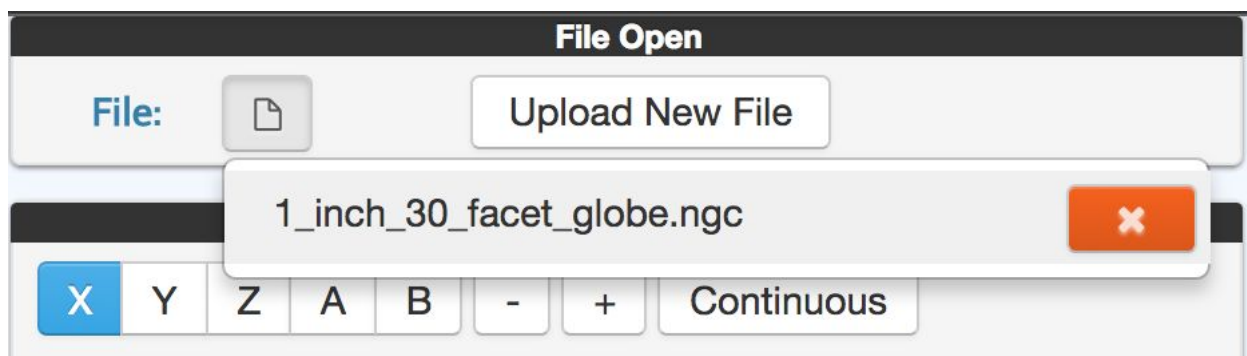 File Open
File: Upload New File
1_inch_30_facet_globe.ngc
X Y Z A B - + Continuous